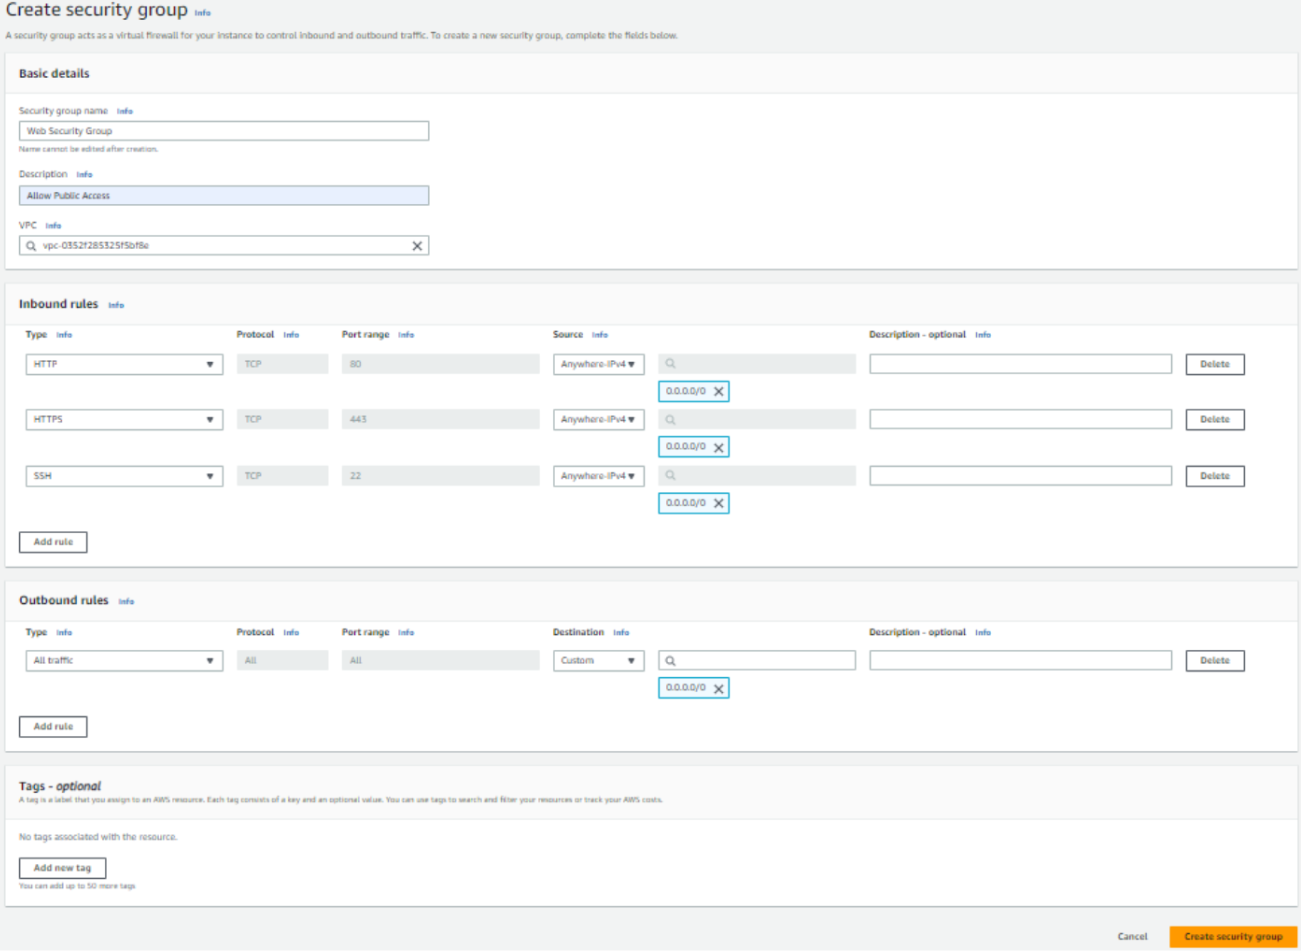 Create security group Info
A security group acts as a virtual firewall for your instance to control inbound and outbound traffic. To create a new security group, complete the fields below.
Basic details
Security group name Info
Web Security Group
Name cannot be edited after creation.
Description Info
Allow Public Access
VPC Info
vpc-0352f285325f5bf8e
Inbound rules Info
Type Info Protocol Info Port range Info Source Info Description - optional Info
HTTP TCP 80 Anywhere-IPv4 Delete
0.0.0.0/0
HTTPS TCP 443 Anywhere-IPv4 Delete
0.0.0.0/0
SSH TCP 22 Anywhere-IPv4 Delete
0.0.0.0/0
Add rule
Outbound rules Info
Type Info Protocol Info Port range Info Destination Info Description - optional Info
All traffic All All Custom Delete
0.0.0.0/0
Add rule
Tags - optional
A tag is a label that you assign to an AWS resource. Each tag consists of a key and an optional value. You can use tags to search and filter your resources or track your AWS costs.
No tags associated with the resource.
Add new tag
You can add up to 50 more tags
Cancel Create security group